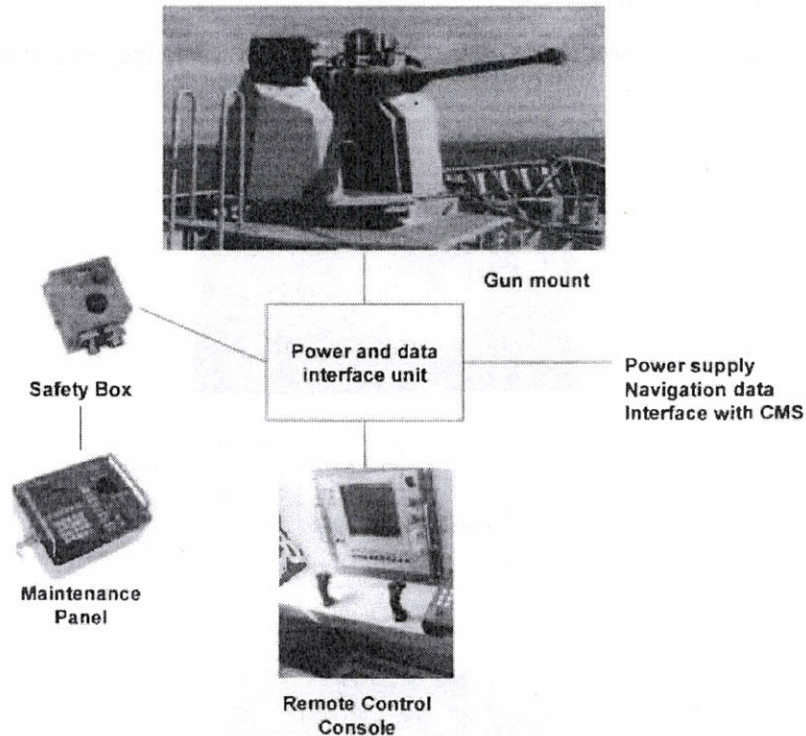 Gun mount
Power and data
interface unit
Safety Box
Power supply
Navigation data
Interface with CMS
Maintenance
Panel
Remote Control
Console